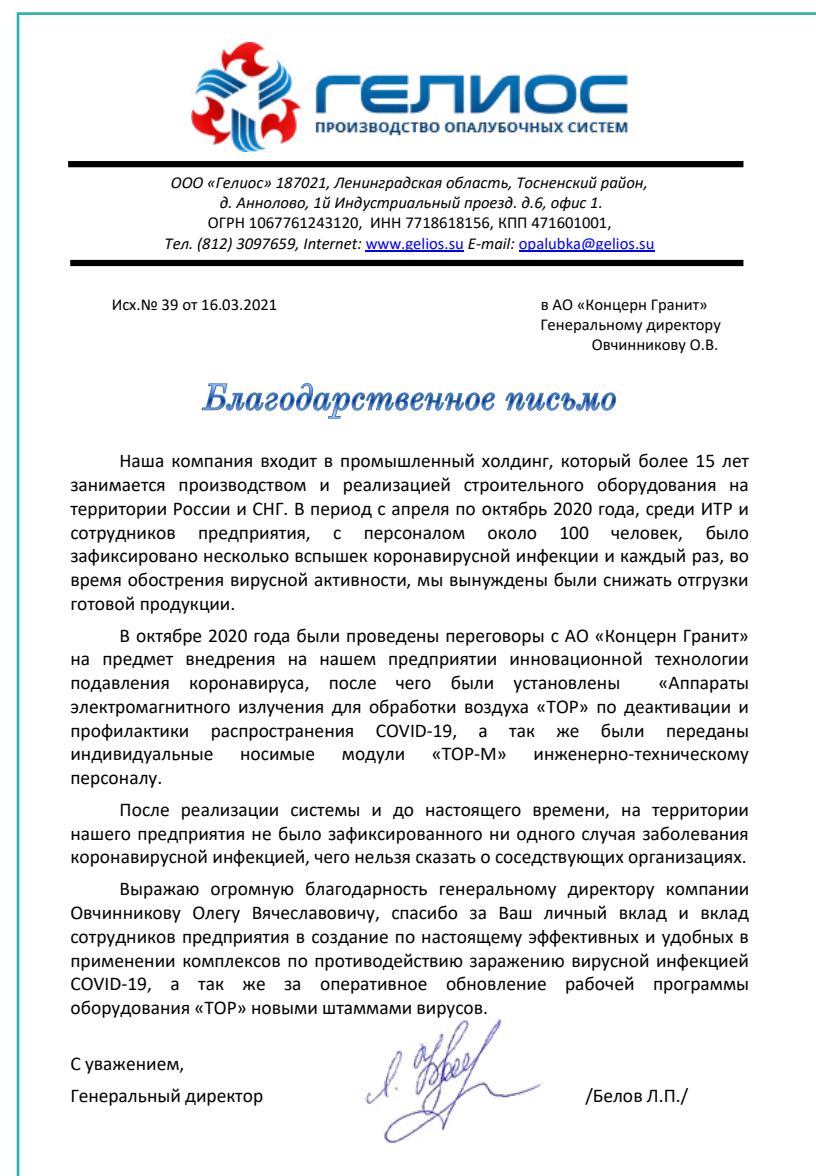 ГЕЛИОС
ПРОИЗВОДСТВО ОПАЛУБОЧНЫХ СИСТЕМ
ООО «Гелиос» 187021, Ленинградская область, Тосненский район,
д. Аннолово, 1й Индустриальный проезд. д.6, офис 1.
ОГРН 1067761243120, ИНН 7718618156, КПП 471601001,
Тел. (812) 3097659, Internet: www.gelios.su E-mail: opalubka@gelios.su
Исх.№ 39 от 16.03.2021
в АО «Концерн Гранит»
Генеральному директору
Овчинникову О.В.
Благодарственное письмо
Наша компания входит в промышленный холдинг, который более 15 лет
занимается производством и реализацией строительного оборудования на
территории России и СНГ. В период с апреля по октябрь 2020 года, среди ИТР и
сотрудников предприятия, с персоналом около 100 человек, было
зафиксировано несколько вспышек коронавирусной инфекции и каждый раз, во
время обострения вирусной активности, мы вынуждены были снижать отгрузки
готовой продукции.
В октябре 2020 года были проведены переговоры с АО «Концерн Гранит»
на предмет внедрения на нашем предприятии инновационной технологии
подавления коронавируса, после чего были установлены «Аппараты
электромагнитного излучения для обработки воздуха «ТОР» по деактивации и
профилактики распространения COVID-19, а так же были переданы
индивидуальные носимые модули «ТОР-М» инженерно-техническому
персоналу.
После реализации системы и до настоящего времени, на территории
нашего предприятия не было зафиксированного ни одного случая заболевания
коронавирусной инфекцией, чего нельзя сказать о соседствующих организациях.
Выражаю огромную благодарность генеральному директору компании
Овчинникову Олегу Вячеславовичу, спасибо за Ваш личный вклад и вклад
сотрудников предприятия в создание по настоящему эффективных и удобных в
применении комплексов по противодействию заражению вирусной инфекцией
COVID-19, а так же за оперативное обновление рабочей программы
оборудования «ТОР» новыми штаммами вирусов.
С уважением,
Генеральный директор
/Белов Л.П./